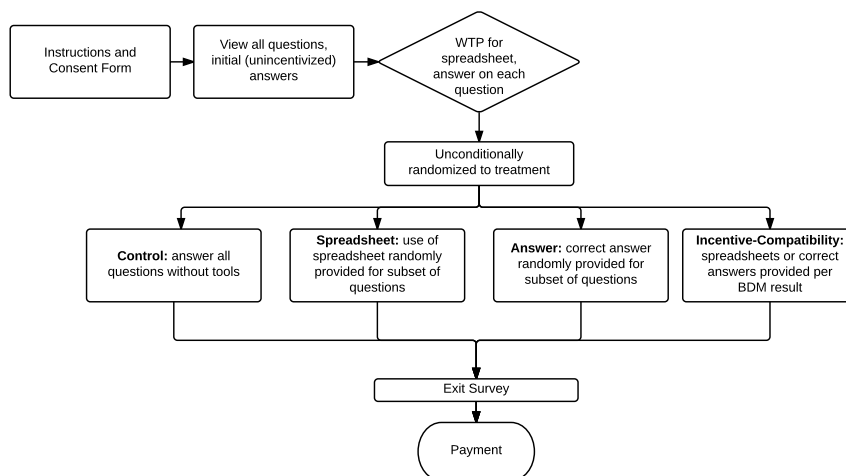 Instructions and
Consent Form
View all questions,
initial (unincentivized)
answers
WTP for
spreadsheet,
answer on each
question
Unconditionally
randomized to treatment
Control: answer all
questions without tools
Spreadsheet: use of
spreadsheet randomly
provided for subset of
questions
Answer: correct answer
randomly provided for
subset of questions
Incentive-Compatibility:
spreadsheets or correct
answers provided per
BDM result
Exit Survey
Payment